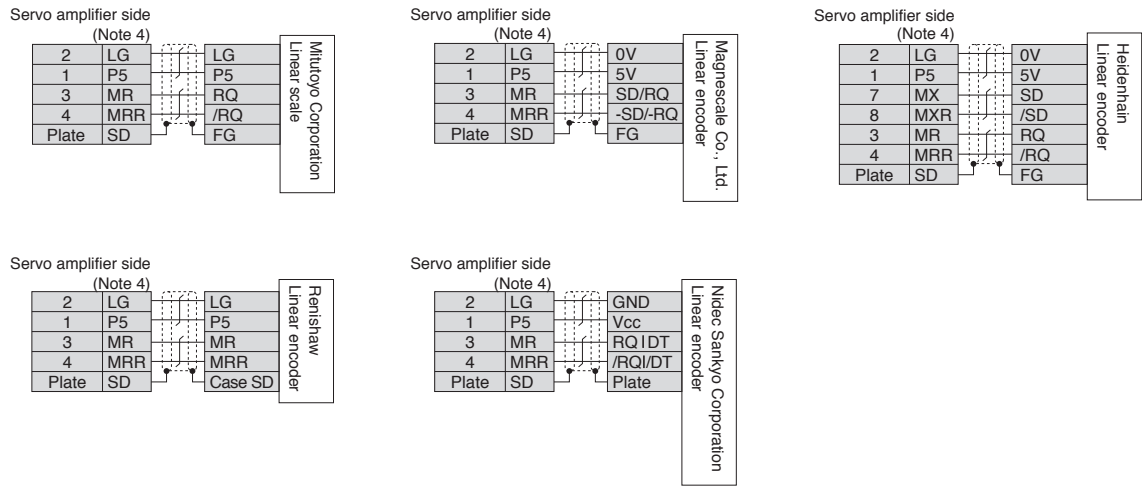 Servo amplifier side
(Note 4)
2 LG LG
1 P5 P5
3 MR RQ
4 MRR /RQ
Plate SD FG
Mitutoyo Corporation
Linear scale
Servo amplifier side
(Note 4)
2 LG 0V
1 P5 5V
3 MR SD/RQ
4 MRR -SD/-RQ
Plate SD FG
Magnescale Co., Ltd.
Linear encoder
Servo amplifier side
(Note 4)
2 LG 0V
1 P5 5V
7 MX SD
8 MXR /SD
3 MR RQ
4 MRR /RQ
Plate SD FG
Heidenhain
Linear encoder
Servo amplifier side
(Note 4)
2 LG LG
1 P5 P5
3 MR MR
4 MRR MRR
Plate SD Case SD
Renishaw
Linear encoder
Servo amplifier side
(Note 4)
2 LG GND
1 P5 Vcc
3 MR RQIDT
4 MRR /RQI/DT
Plate SD Plate
Nidec Sankyo Corporation
Linear encoder